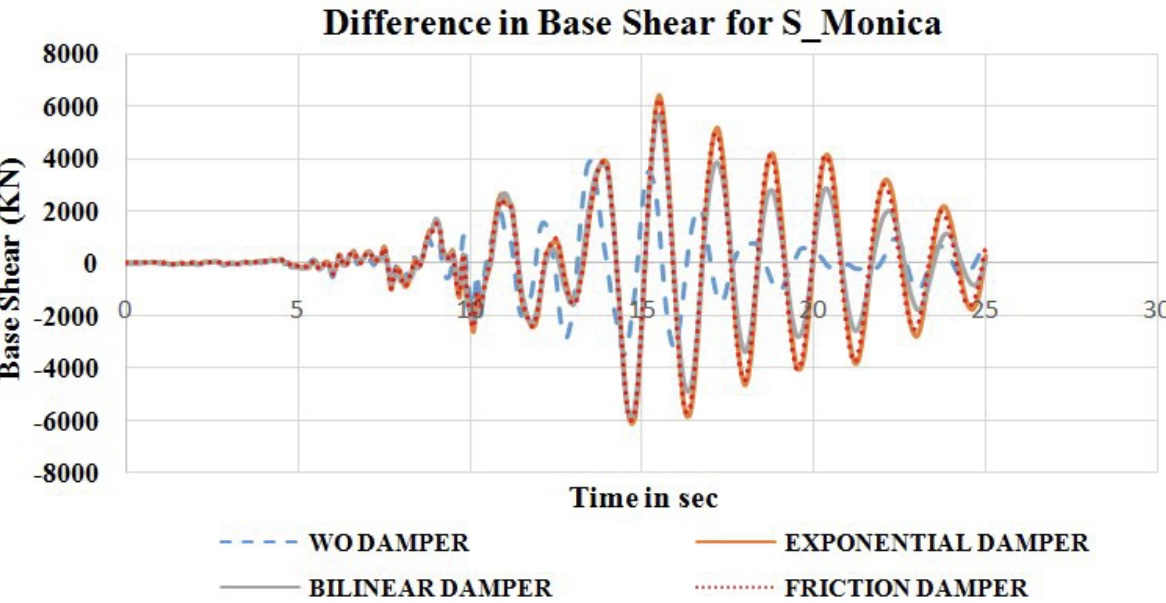 Difference in Base Shear for S_Monica
8000
6000
4000
2000
0
-2000
-4000
-6000
-8000
Base Shear (KN)
0 5 10 15 20 25 30
Time in sec
WO DAMPER EXPONENTIAL DAMPER
BILINEAR DAMPER FRICTION DAMPER